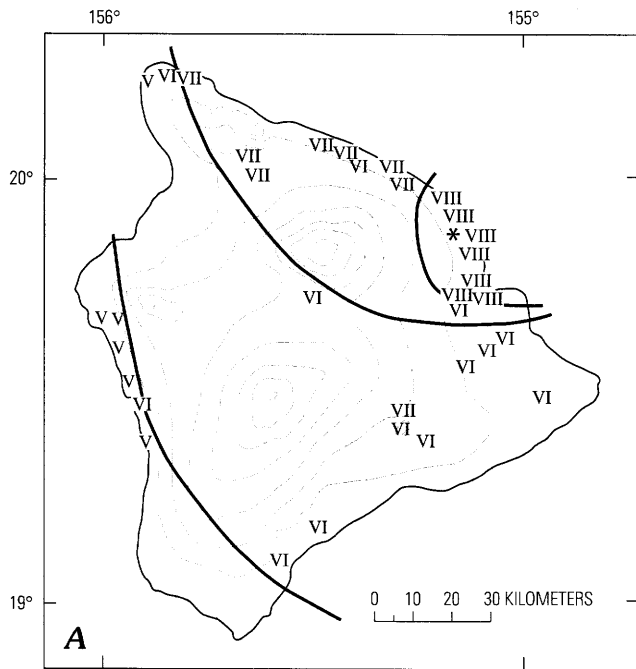 156° 155°
V VI VII
VII VII VII
VII VI VII
20° VII VII
VIII
VIII
* VIII
VIII
VIII
VI VIII VIII
VI
V V
V VI
VI
VI
V
VI VI
VII
VI VI
V
VI
VI
19° 0 10 20 30 KILOMETERS
A